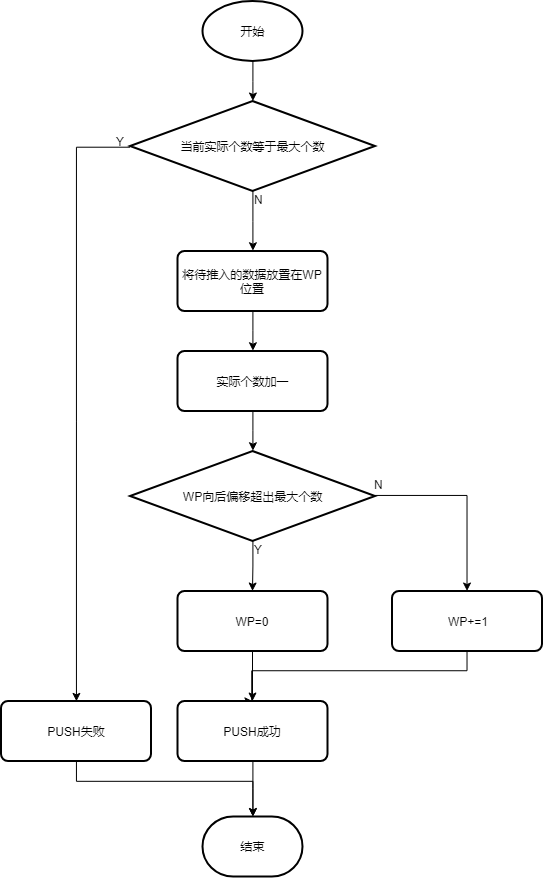 开始
当前实际个数等于最大个数
Y
N
将待推入的数据放置在WP
位置
实际个数加一
WP向后偏移超出最大个数
N
Y
WP=0
WP+=1
PUSH失败
PUSH成功
结束